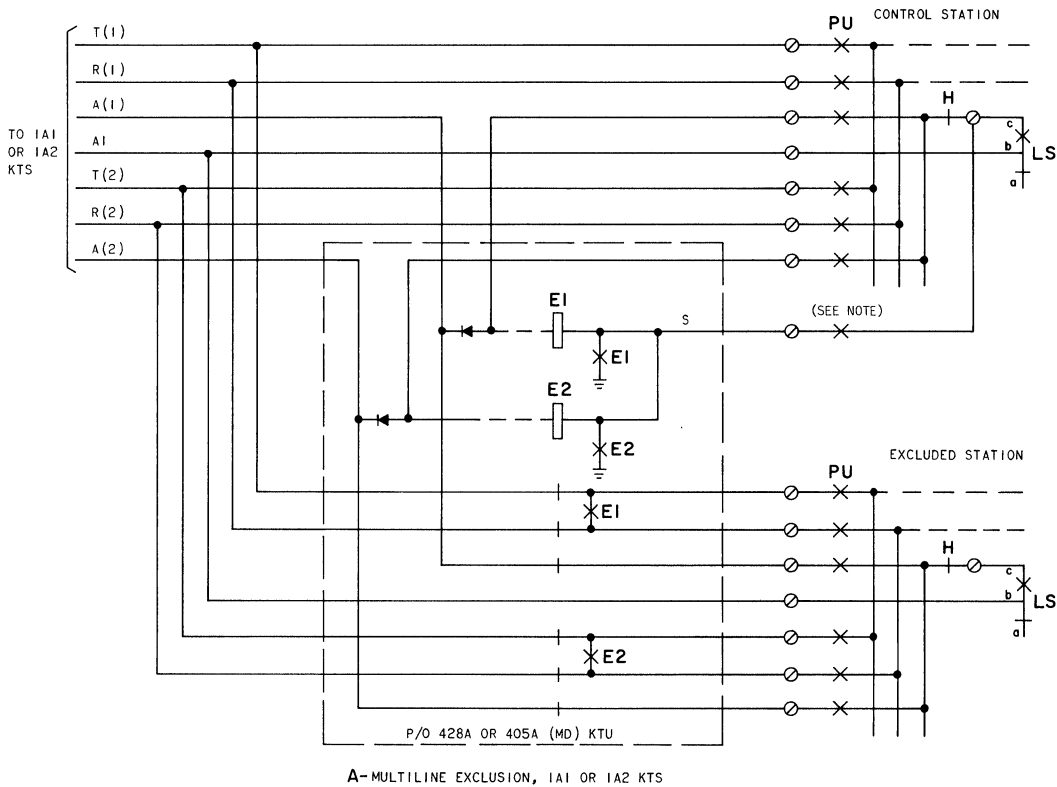 CONTROL STATION
PU
T(1)
R(1)
A(1)
H
c
TO 1A1
OR 1A2
KTS
A1
b
LS
a
T(2)
R(2)
A(2)
E1
S
(SEE NOTE)
E1
E2
E2
EXCLUDED STATION
PU
E1
H
c
b
LS
a
E2
P/O 428A OR 405A (MD) KTU
A- MULTILINE EXCLUSION, 1A1 OR 1A2 KTS